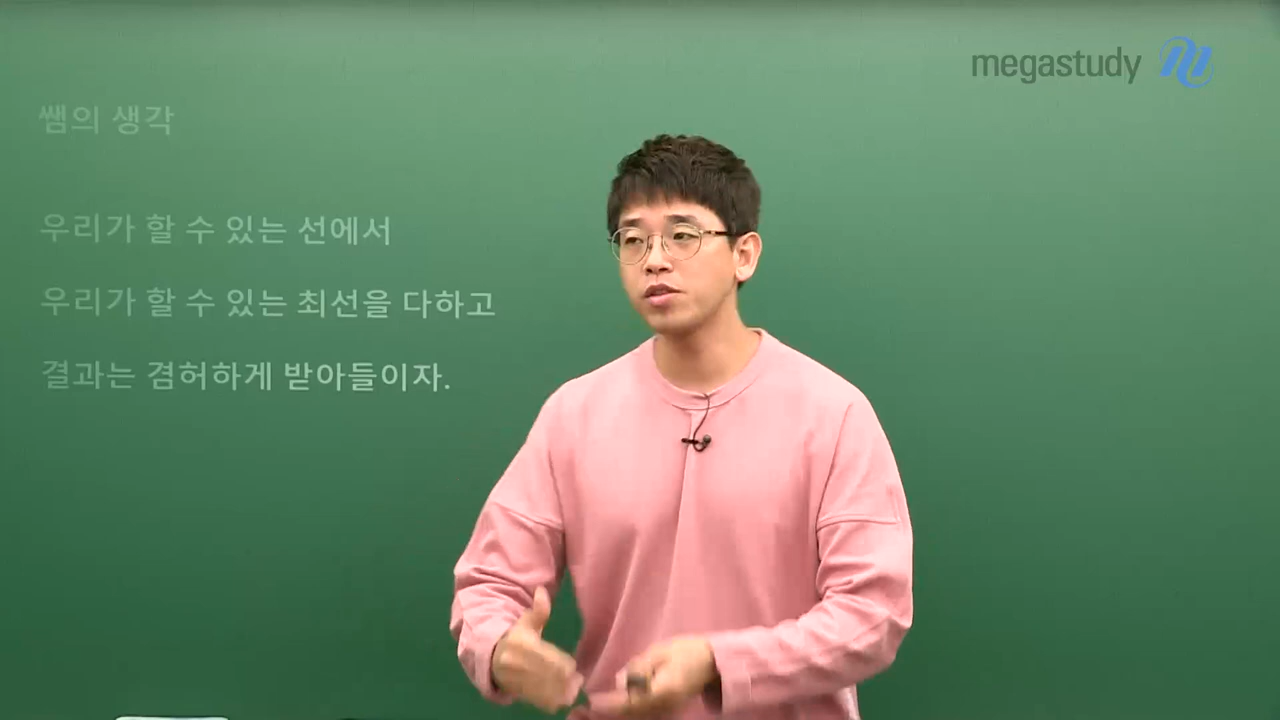 megastudy
쌤의 생각
우리가 할 수 있는 선에서
우리가 할 수 있는 최선을 다하고
결과는 겸허하게 받아들이자.